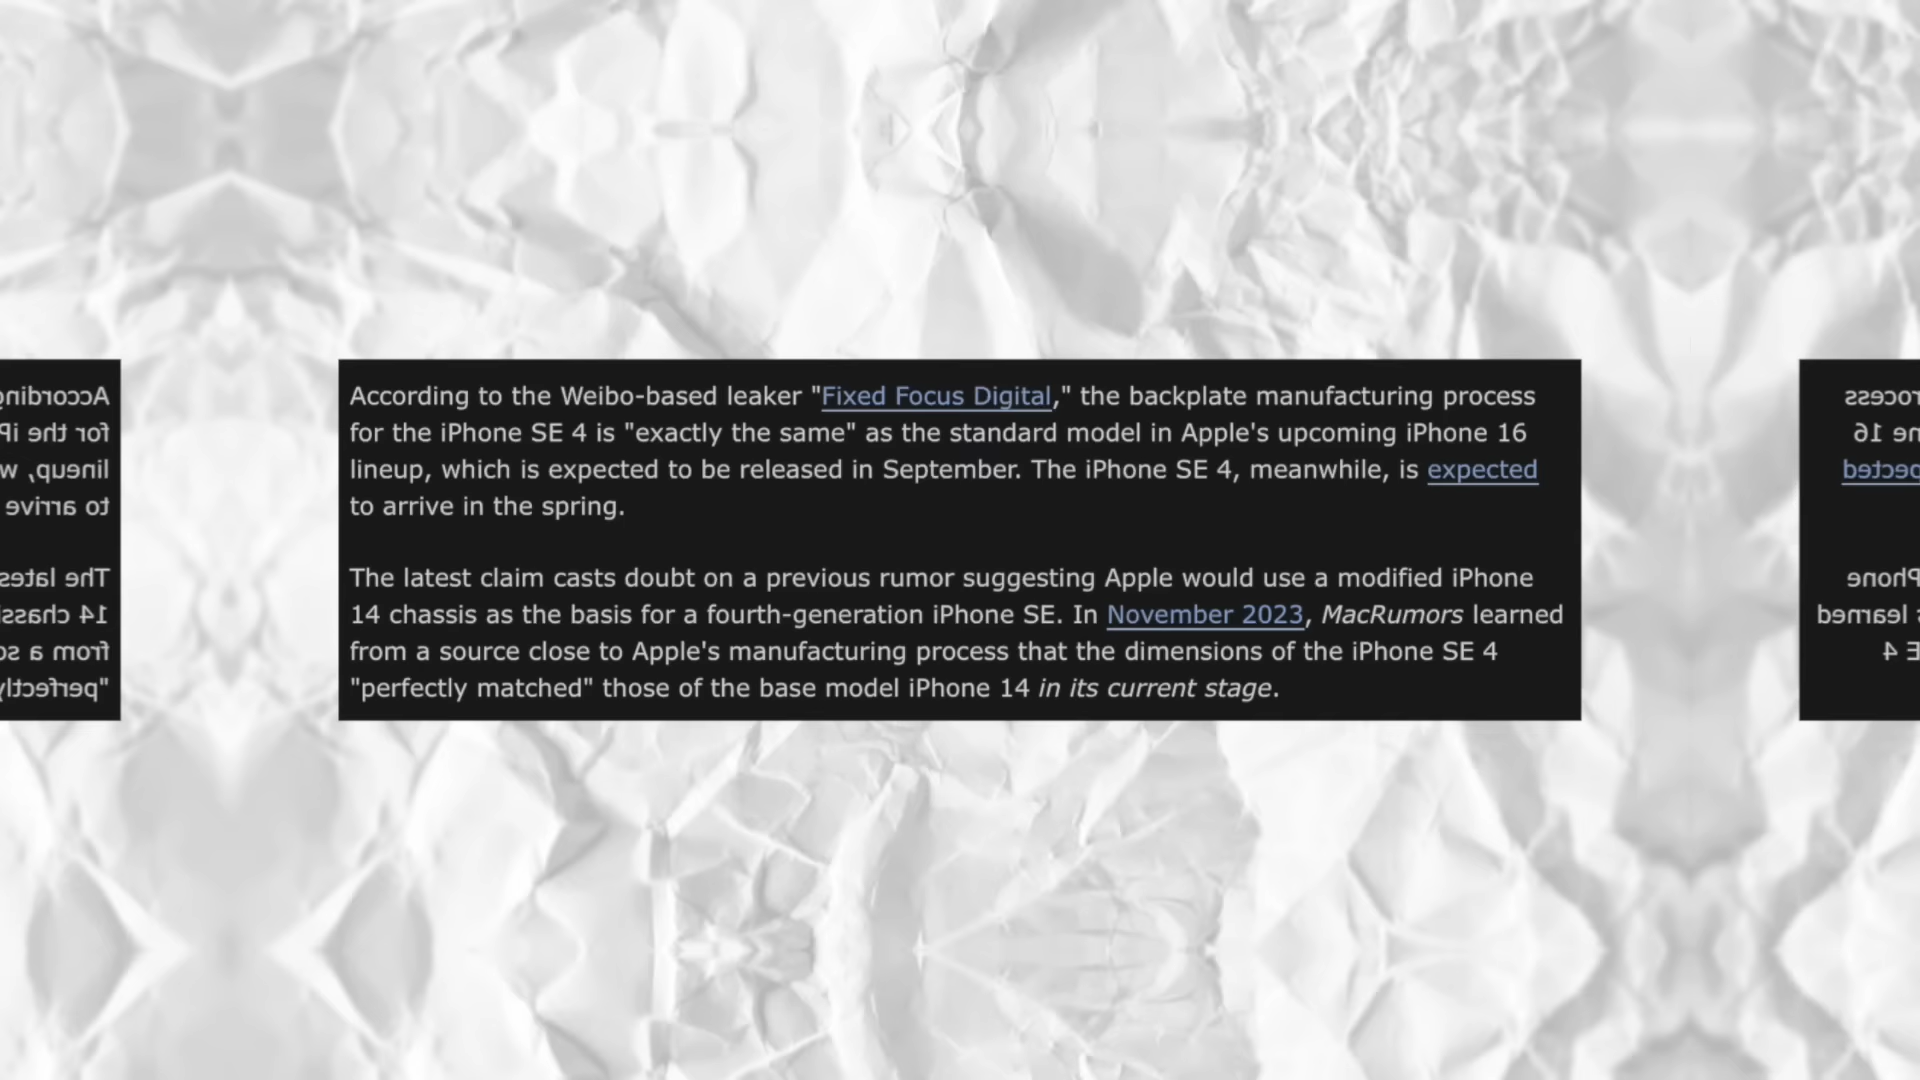 According to the Weibo-based leaker "Fixed Focus Digital," the backplate manufacturing process
for the iPhone SE 4 is "exactly the same" as the standard model in Apple's upcoming iPhone 16
lineup, which is expected to be released in September. The iPhone SE 4, meanwhile, is expected
to arrive in the spring.
The latest claim casts doubt on a previous rumor suggesting Apple would use a modified iPhone
14 chassis as the basis for a fourth-generation iPhone SE. In November 2023, MacRumors learned
from a source close to Apple's manufacturing process that the dimensions of the iPhone SE 4
"perfectly matched" those of the base model iPhone 14 in its current stage.